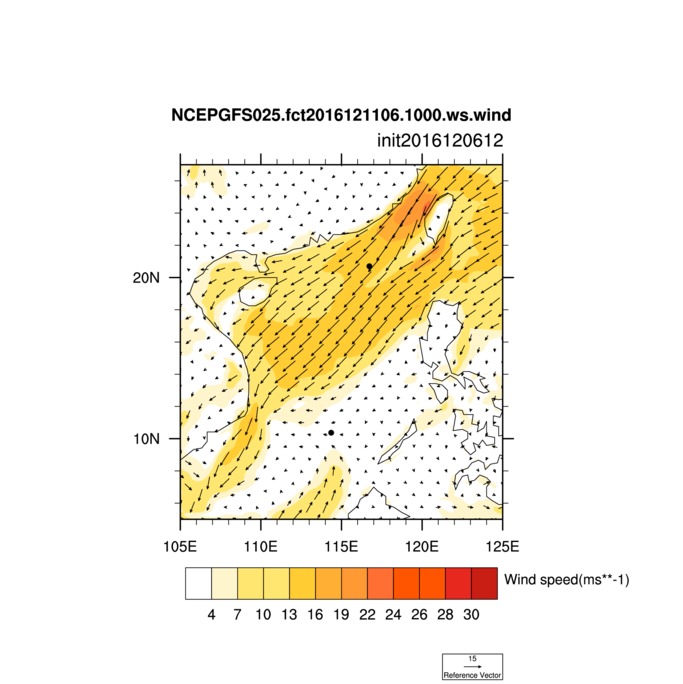 NCEPGFS025.fct2016121106.1000.ws.wind
init2016120612
20N
10N
105E 110E 115E 120E 125E
Wind speed(ms**-1)
4 7 10 13 16 19 22 24 26 28 30
15
Reference Vector